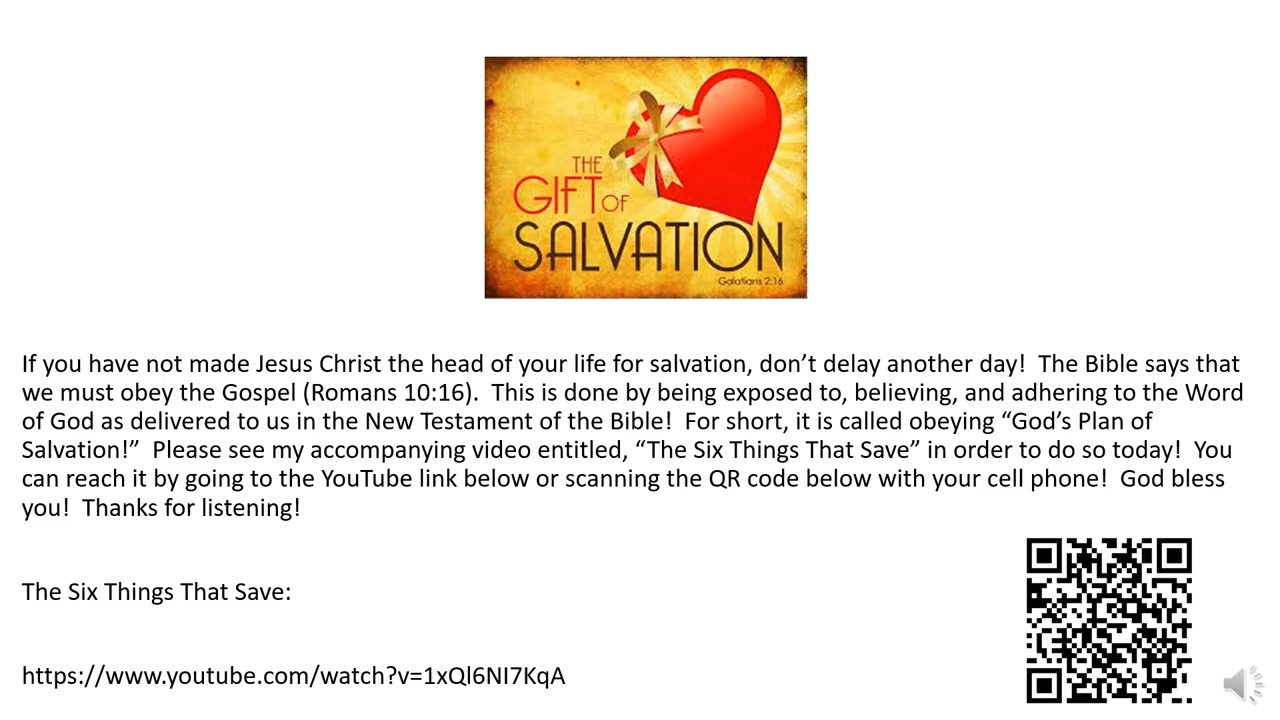 THE
GIFT OF
SALVATION
Galatians 2:16
If you have not made Jesus Christ the head of your life for salvation, don’t delay another day!  The Bible says that
we must obey the Gospel (Romans 10:16).  This is done by being exposed to, believing, and adhering to the Word
of God as delivered to us in the New Testament of the Bible!  For short, it is called obeying “God’s Plan of
Salvation!”  Please see my accompanying video entitled, “The Six Things That Save” in order to do so today!  You
can reach it by going to the YouTube link below or scanning the QR code below with your cell phone!  God bless
you!  Thanks for listening!
The Six Things That Save:
https://www.youtube.com/watch?v=1xQl6NI7KqA